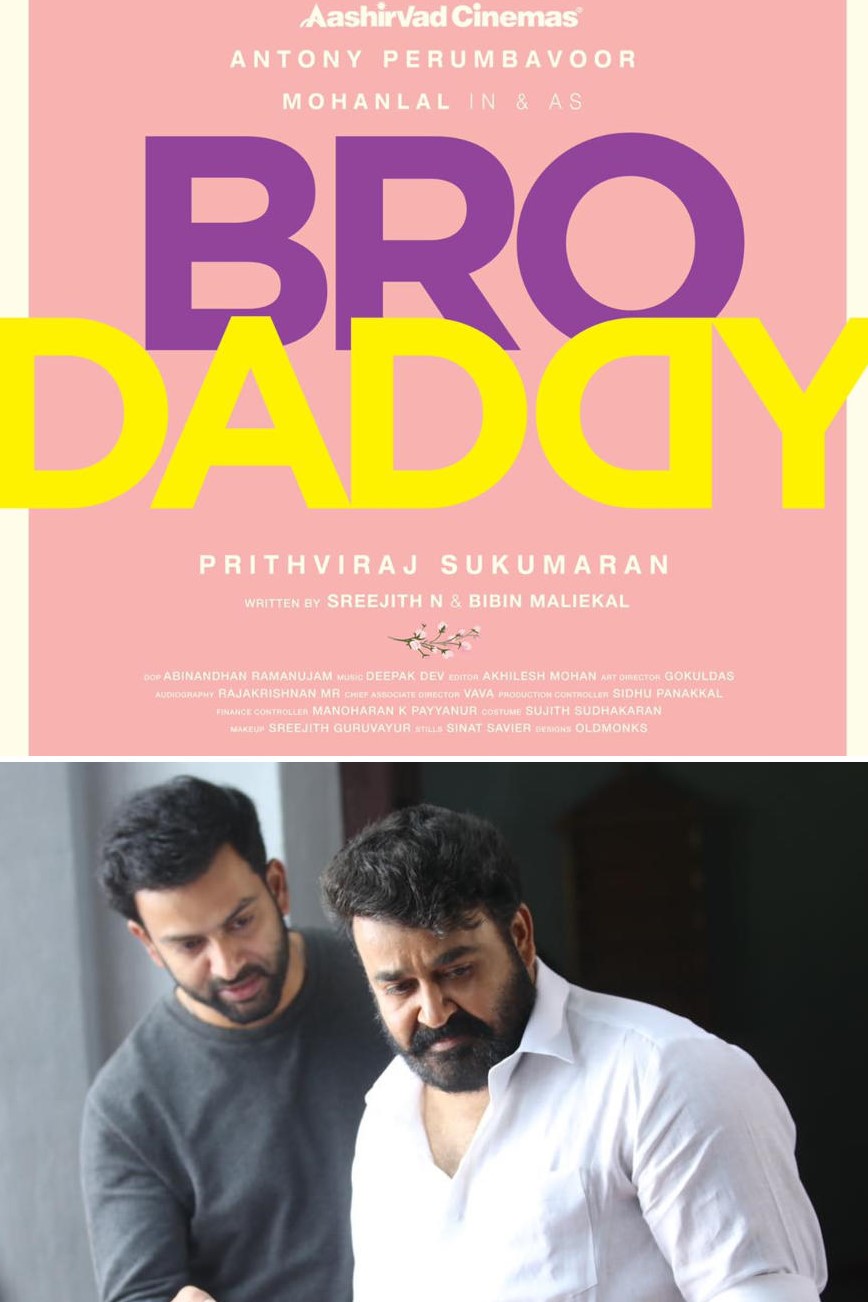 AashirVad Cinemas®
ANTONY PERUMBAVOOR
MOHANLAL IN & AS
BRO
DADDY
PRITHVIRAJ SUKUMARAN
WRITTEN BY SREEJITH N & BIBIN MALIEKAL
DOP ABINANDHAN RAMANUJAM MUSIC DEEPAK DEV EDITOR AKHILESH MOHAN ART DIRECTOR GOKULDAS
AUDIOGRAPHY RAJAKRISHNAN MR CHIEF ASSOCIATE DIRECTOR VAVA PRODUCTION CONTROLLER SIDHU PANAKKAL
FINANCE CONTROLLER MANOHARAN K PAYYANUR COSTUME SUJITH SUDHAKARAN
MAKEUP SREEJITH GURUVAYUR STILLS SINAT SAVIER DESIGNS OLDMONKS